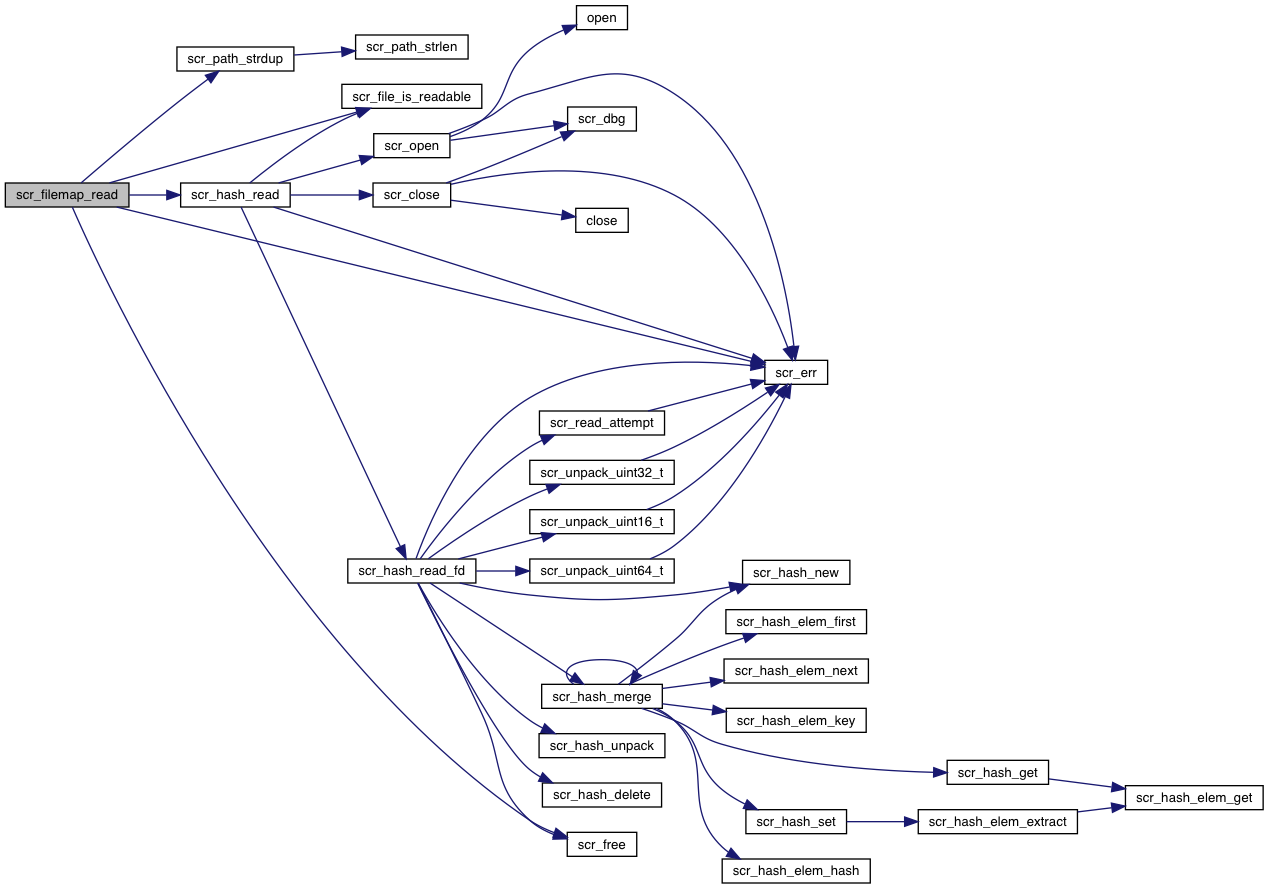 open
scr_path_strlen
scr_path_strdup
scr_file_is_readable
scr_dbg
scr_open
scr_filemap_read
scr_hash_read
scr_close
close
scr_err
scr_read_attempt
scr_unpack_uint32_t
scr_unpack_uint16_t
scr_hash_read_fd
scr_unpack_uint64_t
scr_hash_new
scr_hash_elem_first
scr_hash_elem_next
scr_hash_merge
scr_hash_elem_key
scr_hash_unpack
scr_hash_get
scr_hash_delete
scr_hash_elem_get
scr_hash_set
scr_hash_elem_extract
scr_free
scr_hash_elem_hash